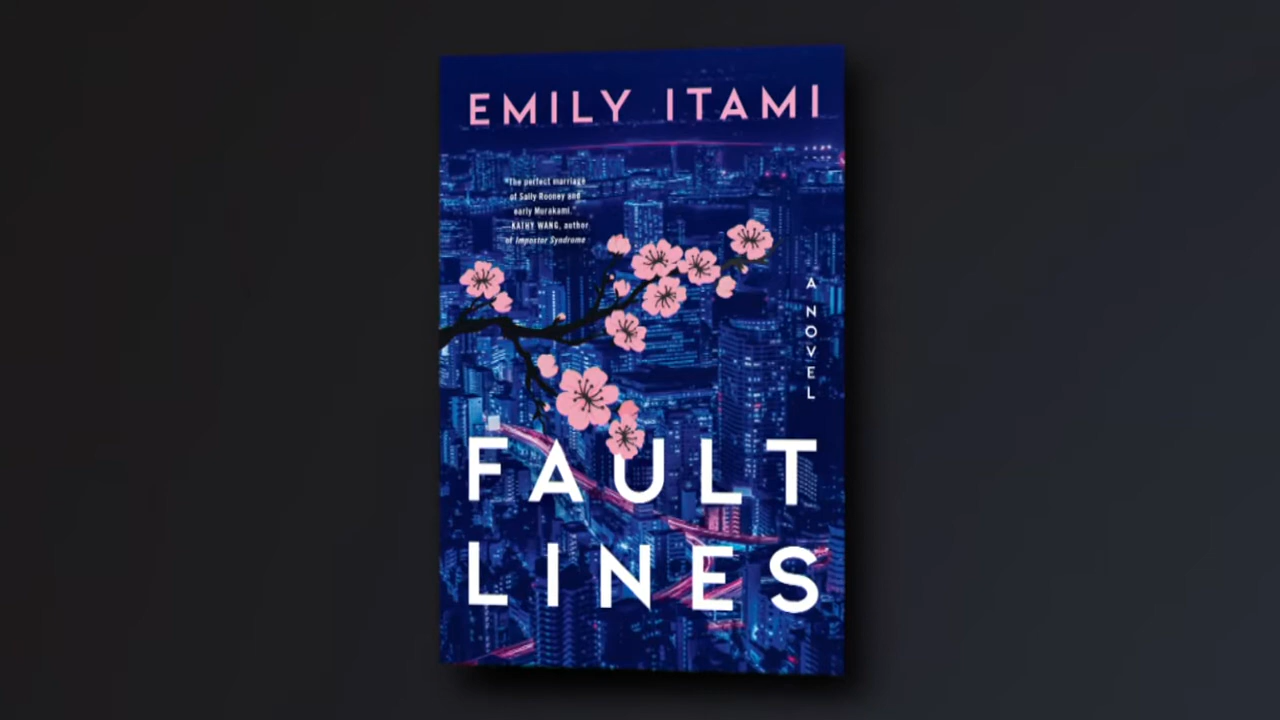 EMILY ITAMI
"The perfect marriage
of Sally Rooney and
early Murakami."
—KATHY WANG, author
of Impostor Syndrome
A NOVEL
FAULT
LINES